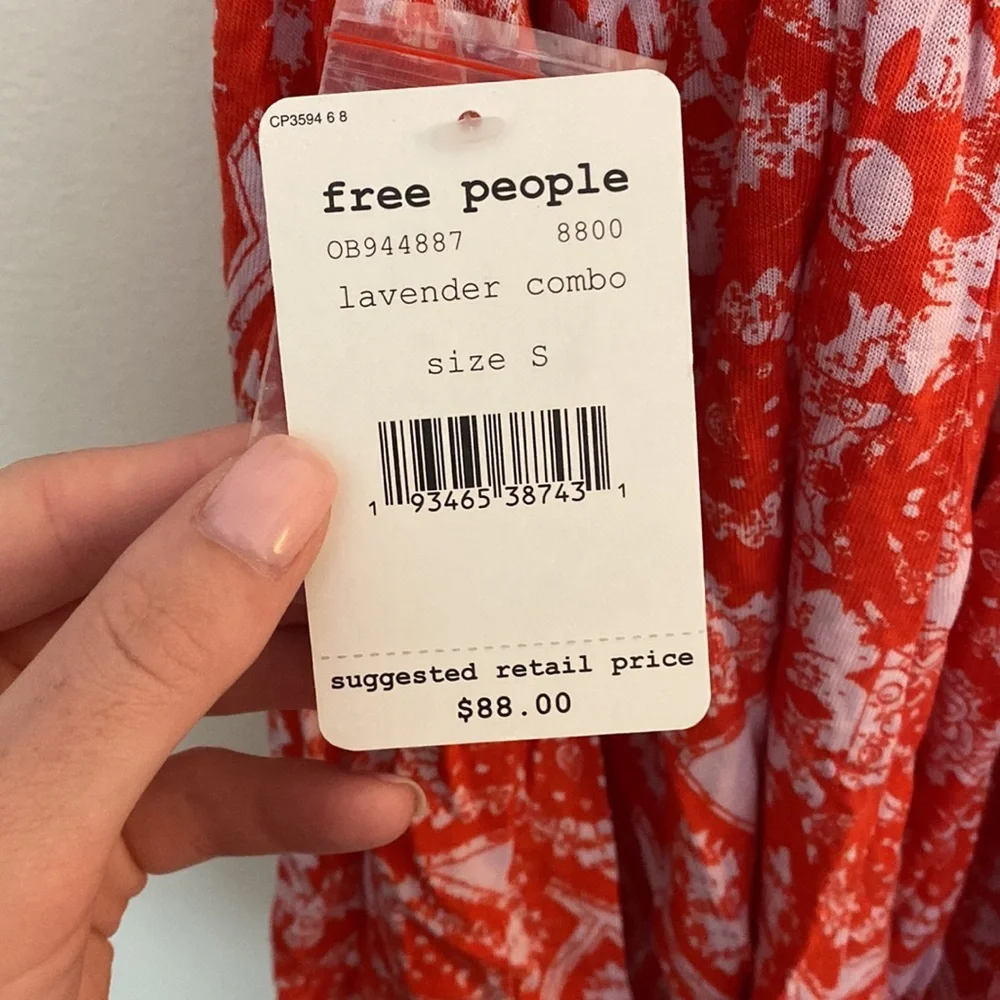 CP3594 6 8
free people
OB944887 8800
lavender combo
size S
1 93465 38743 1
suggested retail price
$88.00